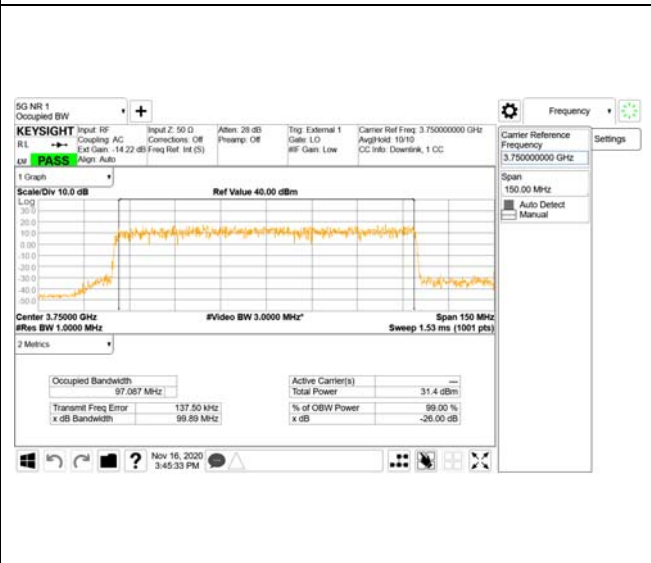 5G NR 1
Occupied BW
Frequency
KEYSIGHT
RL
PASS
Input: RF
Coupling: AC
Ext Gain: -14.22 dB
Align: Auto
Input Z: 50 Ω
Corrections: Off
Freq Ref: Int (S)
Atten: 28 dB
Preamp: Off
Trig: External 1
Gate: LO
#IF Gain: Low
Carrier Ref Freq: 3.750000000 GHz
Avg|Hold: 10/10
CC Info: Downlink, 1 CC
Carrier Reference
Frequency
3.750000000 GHz
Span
150.00 MHz
Auto Detect
Manual
Settings
1 Graph
Scale/Div 10.0 dB
Ref Value 40.00 dBm
Log
30.0
20.0
10.0
0.00
-10.0
-20.0
-30.0
-40.0
-50.0
Center 3.75000 GHz
#Video BW 3.0000 MHz*
Span 150 MHz
#Res BW 1.0000 MHz
Sweep 1.53 ms (1001 pts)
2 Metrics
Occupied Bandwidth
97.087 MHz
Active Carrier(s) ---
Total Power 31.4 dBm
Transmit Freq Error 137.50 kHz
x dB Bandwidth 99.89 MHz
% of OBW Power 99.00 %
x dB -26.00 dB
?
Nov 16, 2020
3:45:33 PM